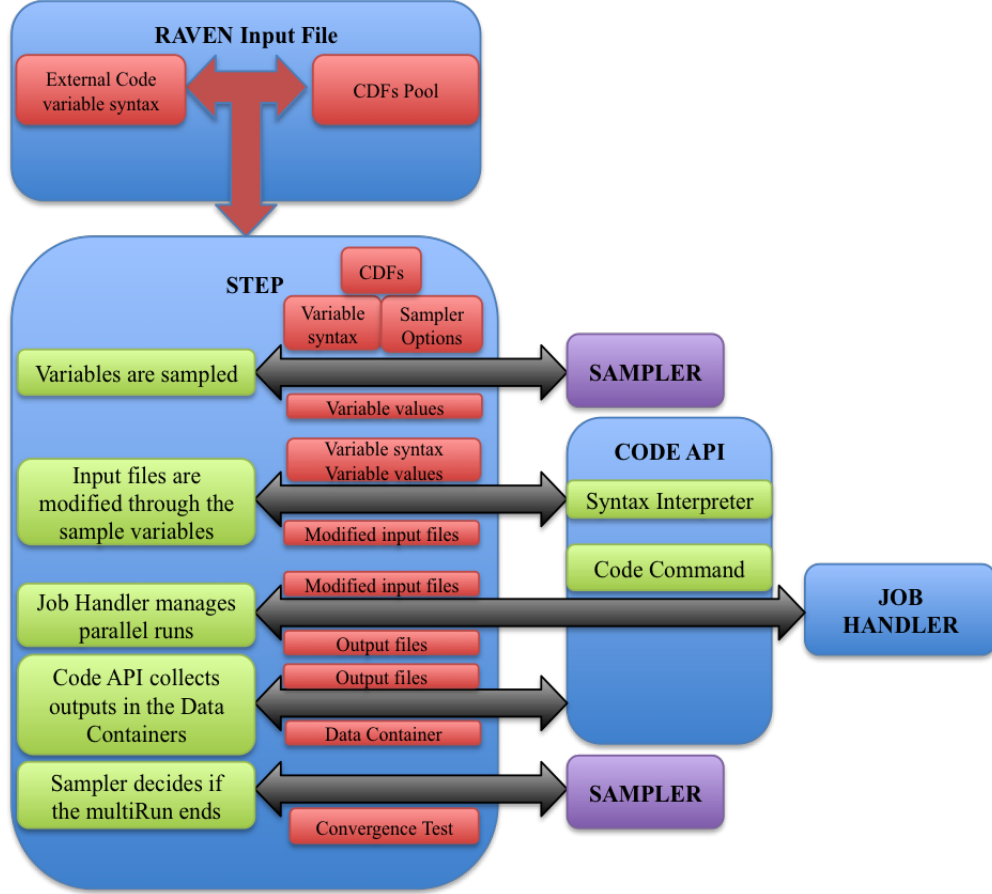 RAVEN Input File
External Code
variable syntax
CDFs Pool
STEP
CDFs
Variable
syntax
Sampler
Options
Variables are sampled
SAMPLER
Variable values
Variable syntax
Variable values
CODE API
Input files are
modified through the
sample variables
Syntax Interpreter
Modified input files
Code Command
Modified input files
Job Handler manages
parallel runs
JOB
HANDLER
Output files
Output files
Code API collects
outputs in the Data
Containers
Data Container
Sampler decides if
the multiRun ends
SAMPLER
Convergence Test